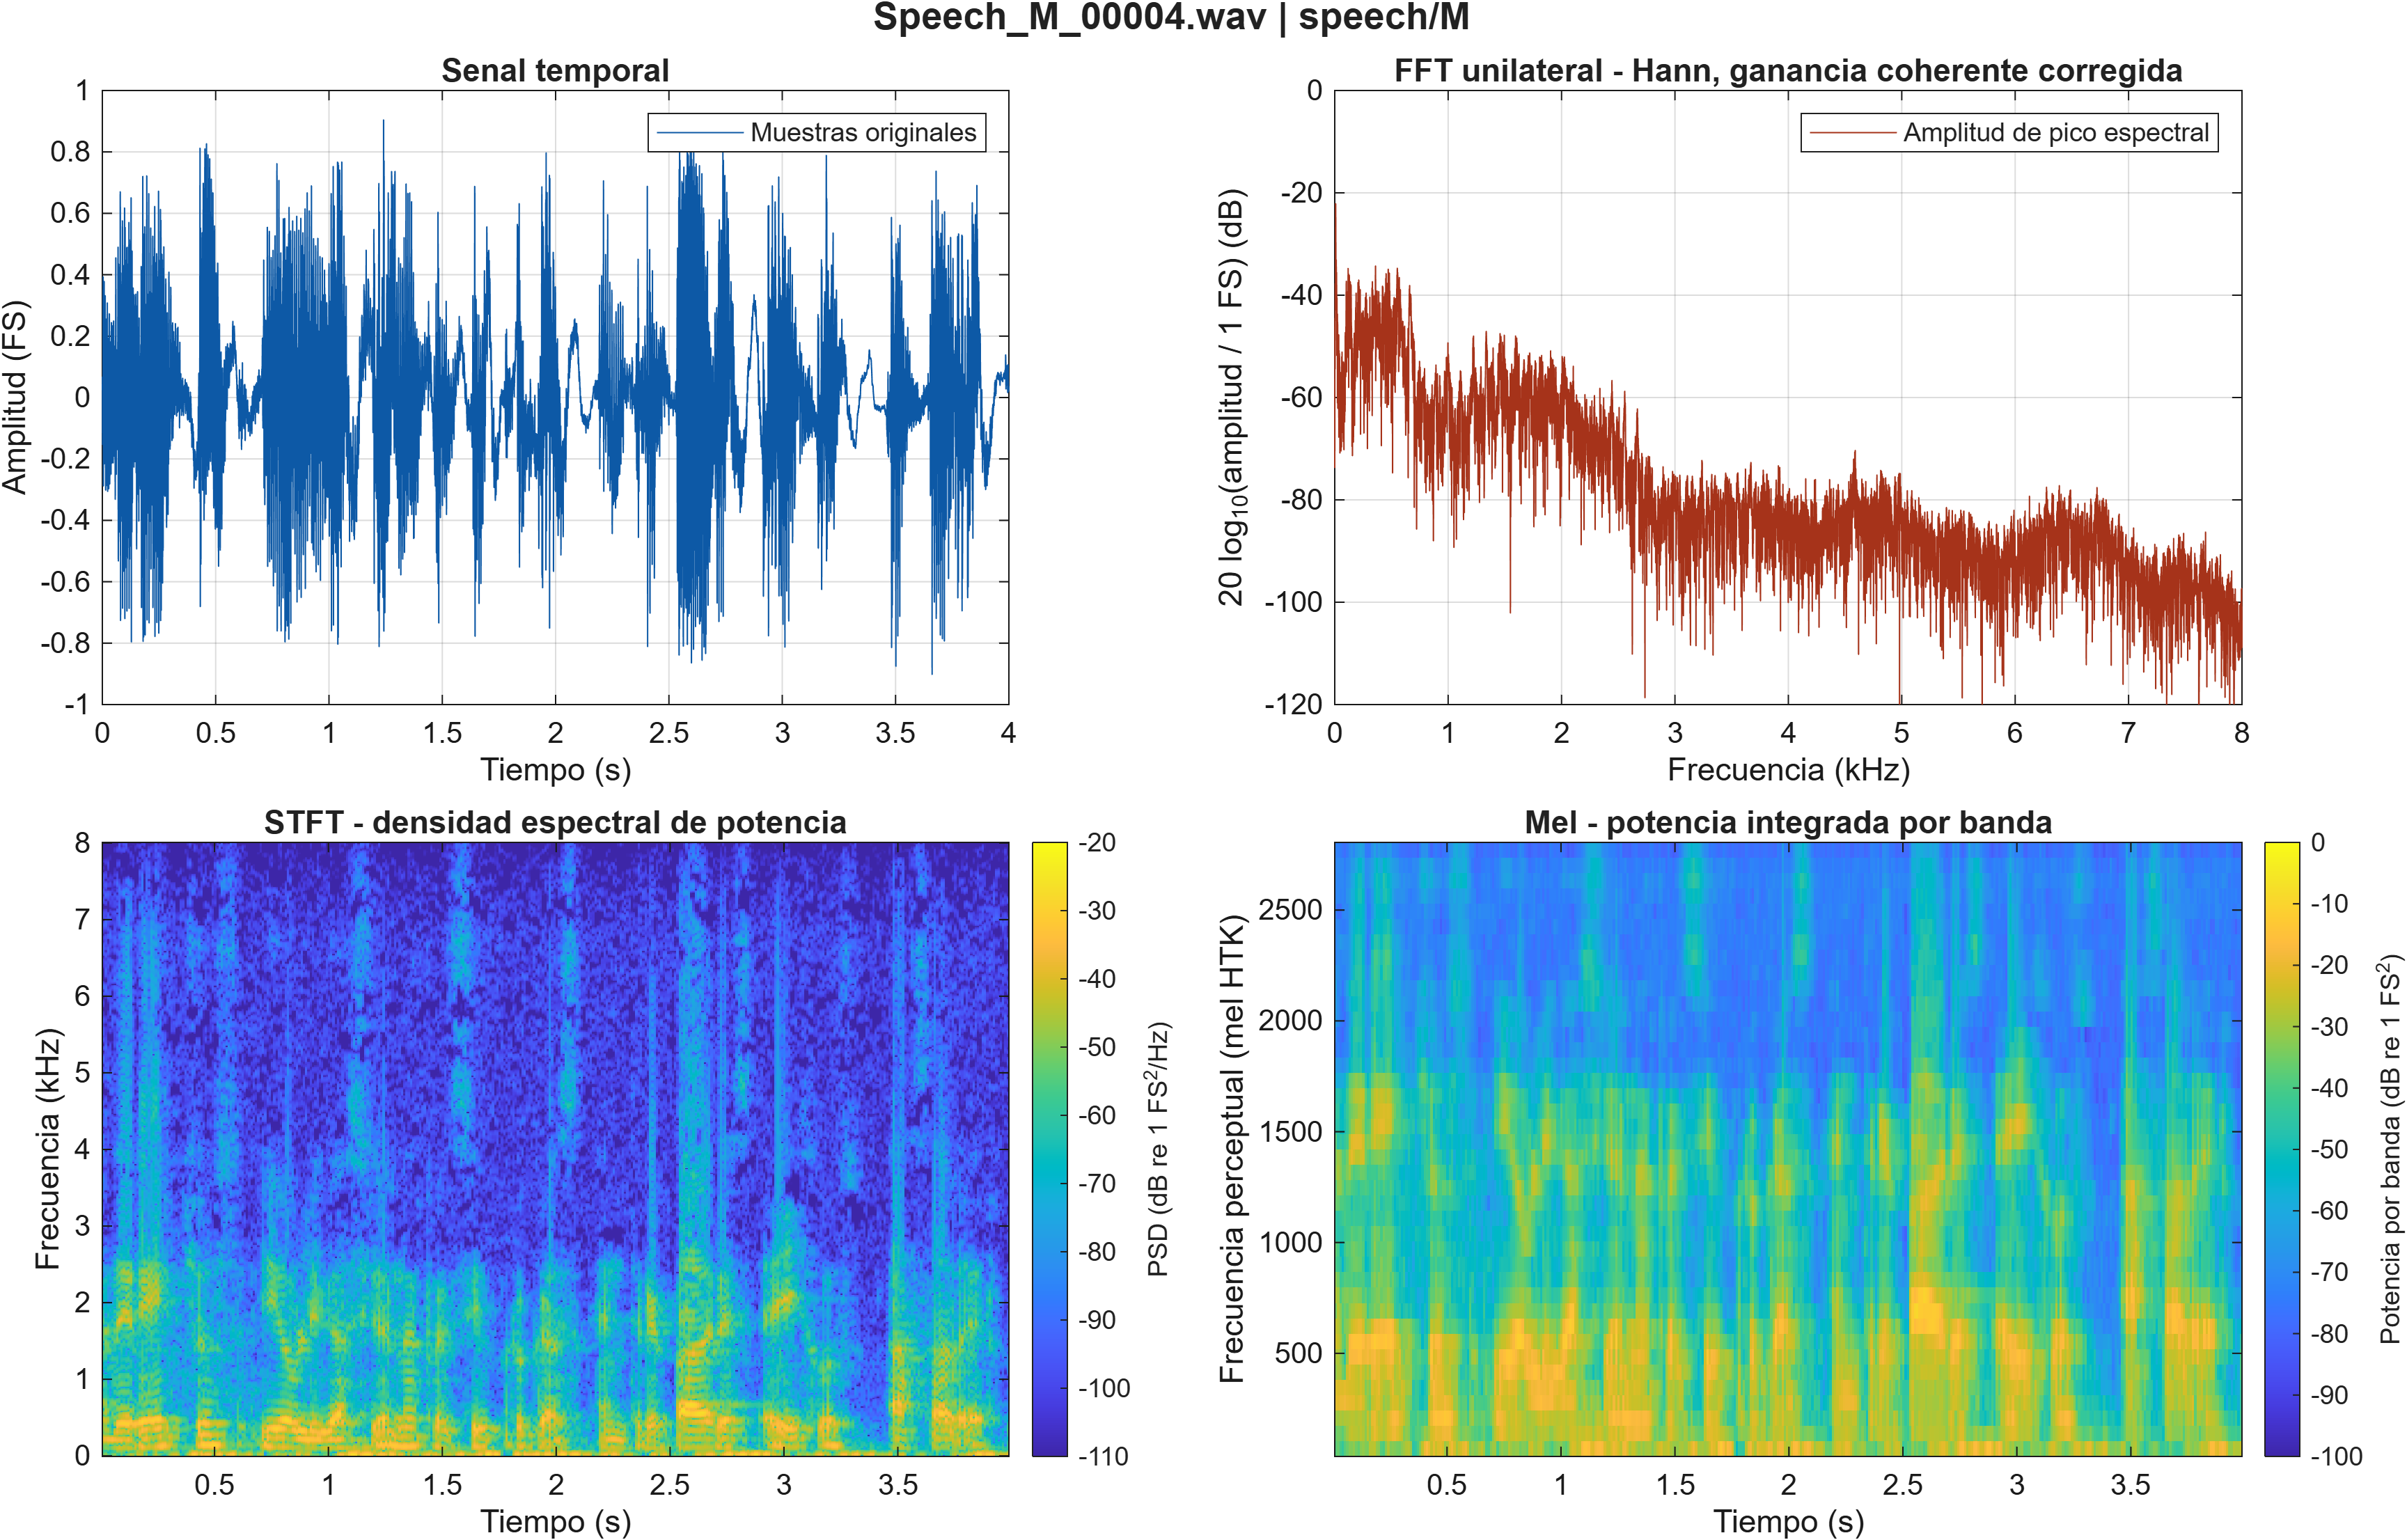 Speech_M_00004.wav | speech/M
Senal temporal
1
0.8
0.6
0.4
0.2
0
-0.2
-0.4
-0.6
-0.8
-1
Amplitud (FS)
Muestras originales
0 0.5 1 1.5 2 2.5 3 3.5 4
Tiempo (s)
FFT unilateral - Hann, ganancia coherente corregida
0
-20
-40
-60
-80
-100
-120
20 log10(amplitud / 1 FS) (dB)
Amplitud de pico espectral
0 1 2 3 4 5 6 7 8
Frecuencia (kHz)
STFT - densidad espectral de potencia
8
7
6
5
4
3
2
1
0
Frecuencia (kHz)
0.5 1 1.5 2 2.5 3 3.5
Tiempo (s)
-20
-30
-40
-50
-60
-70
-80
-90
-100
-110
PSD (dB re 1 FS²/Hz)
Mel - potencia integrada por banda
2500
2000
1500
1000
500
Frecuencia perceptual (mel HTK)
0.5 1 1.5 2 2.5 3 3.5
Tiempo (s)
0
-10
-20
-30
-40
-50
-60
-70
-80
-90
-100
Potencia por banda (dB re 1 FS²)